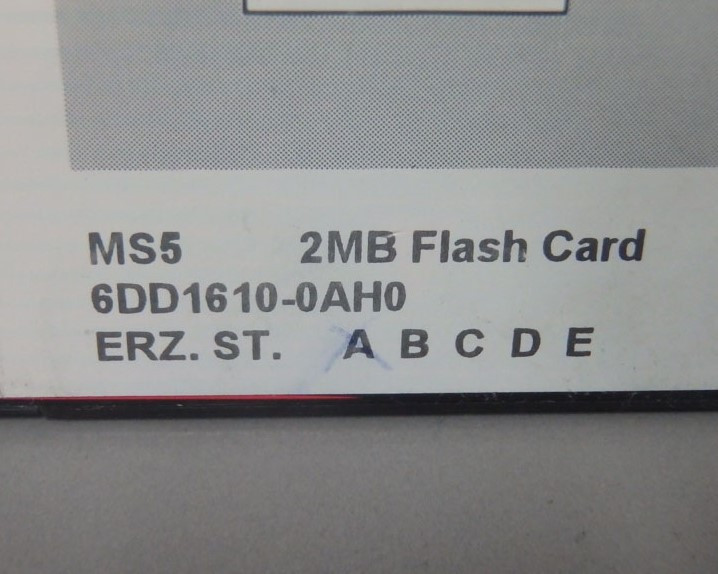 MS5 2MB Flash Card
6DD1610-0AH0
ERZ. ST. A B C D E